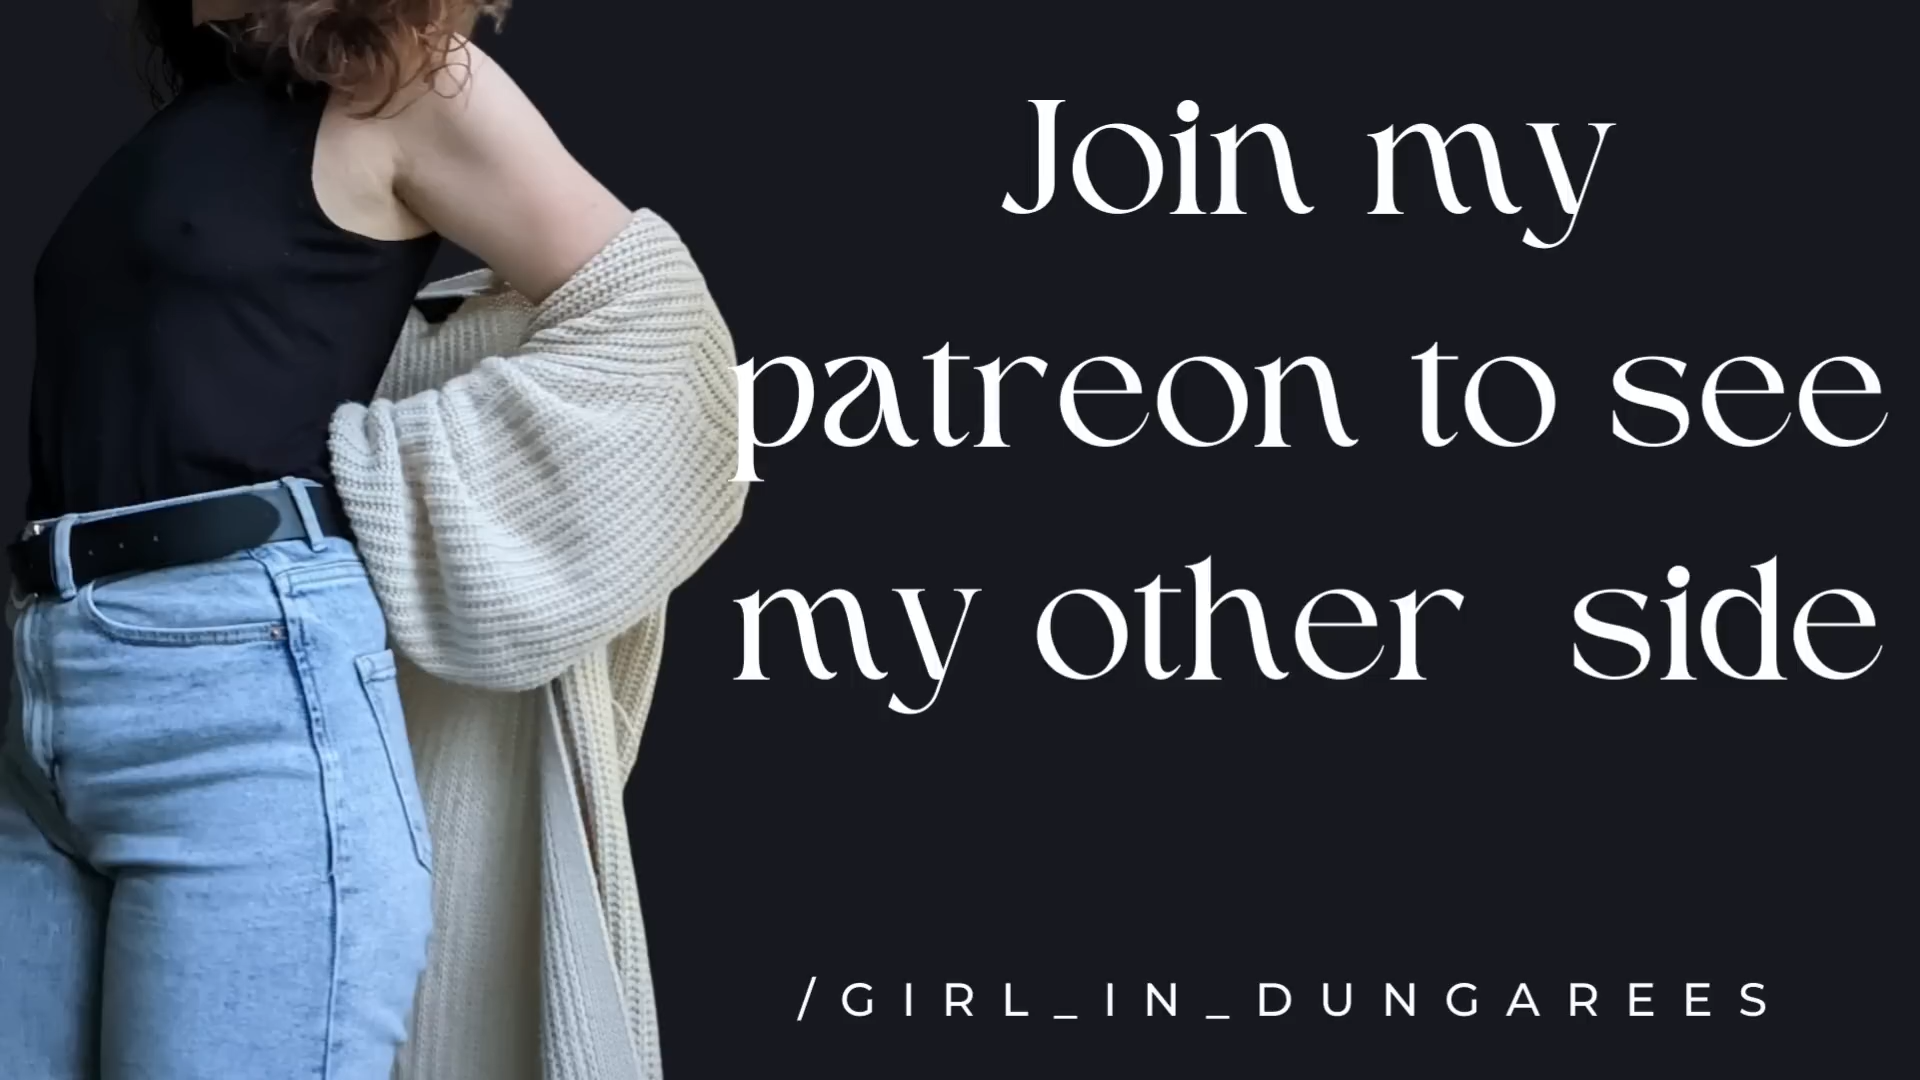 Join my
patreon to see
my other side
/GIRL_IN_DUNGAREES